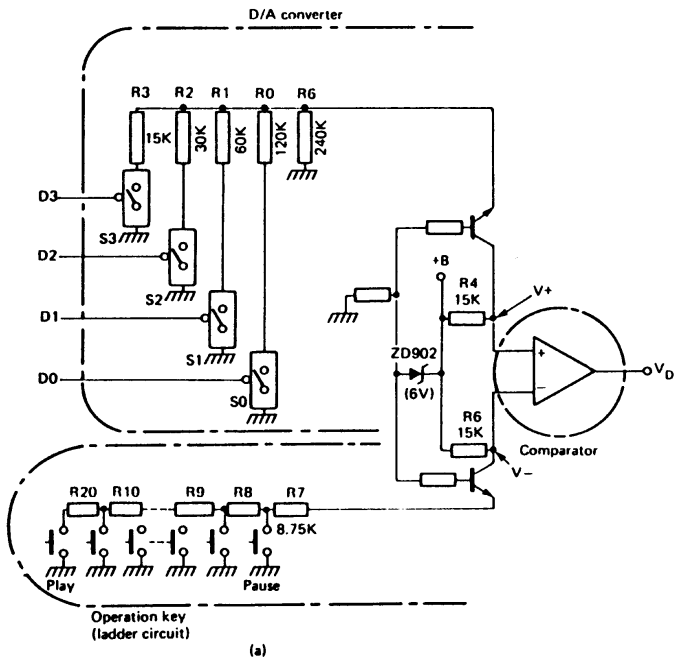 D/A converter
R3 R2 R1 R0 R6
15K 30K 60K 120K 240K
D3
S3
D2
S2
D1
S1
D0
S0
+B
R4
15K
V+
ZD902
(6V)
+
−
VD
R6
15K
Comparator
V−
R20 R10 R9 R8 R7
8.75K
Play
Pause
Operation key
(ladder circuit)
(a)